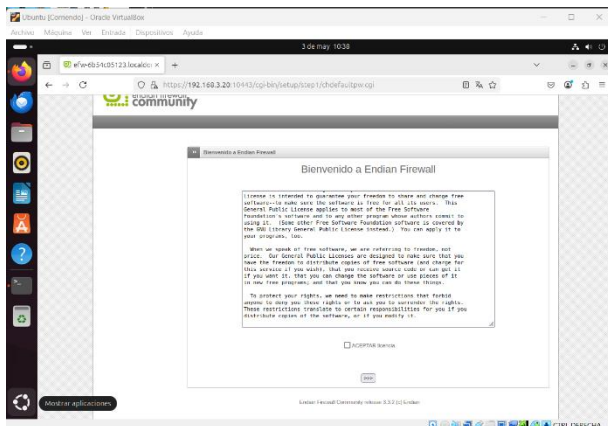 Ubuntu [Corriendo] - Oracle VirtualBox
Archivo Máquina Ver Entrada Dispositivos Ayuda
3 de may 10:38
efw-6b54c05123.localdom
https://192.168.3.20:10443/cgi-bin/setup/step1/chdefaultpw.cgi
endian firewall
community
Bienvenido a Endian Firewall
Bienvenido a Endian Firewall
License is intended to guarantee your freedom to share and change free
software--to make sure the software is free for all its users. This
General Public License applies to most of the Free Software
Foundation's software and to any other program whose authors commit to
using it. (Some other Free Software Foundation software is covered by
the GNU Library General Public License instead.) You can apply it to
your programs, too.
When we speak of free software, we are referring to freedom, not
price. Our General Public Licenses are designed to make sure that you
have the freedom to distribute copies of free software (and charge for
this service if you wish), that you receive source code or can get it
if you want it, that you can change the software or use pieces of it
in new free programs; and that you know you can do these things.
To protect your rights, we need to make restrictions that forbid
anyone to deny you these rights or to ask you to surrender the rights.
These restrictions translate to certain responsibilities for you if you
distribute copies of the software, or if you modify it.
ACEPTAR licencia
>>>
Endian Firewall Community release 3.3.2 (c) Endian
Mostrar aplicaciones
CTRL DERECHA